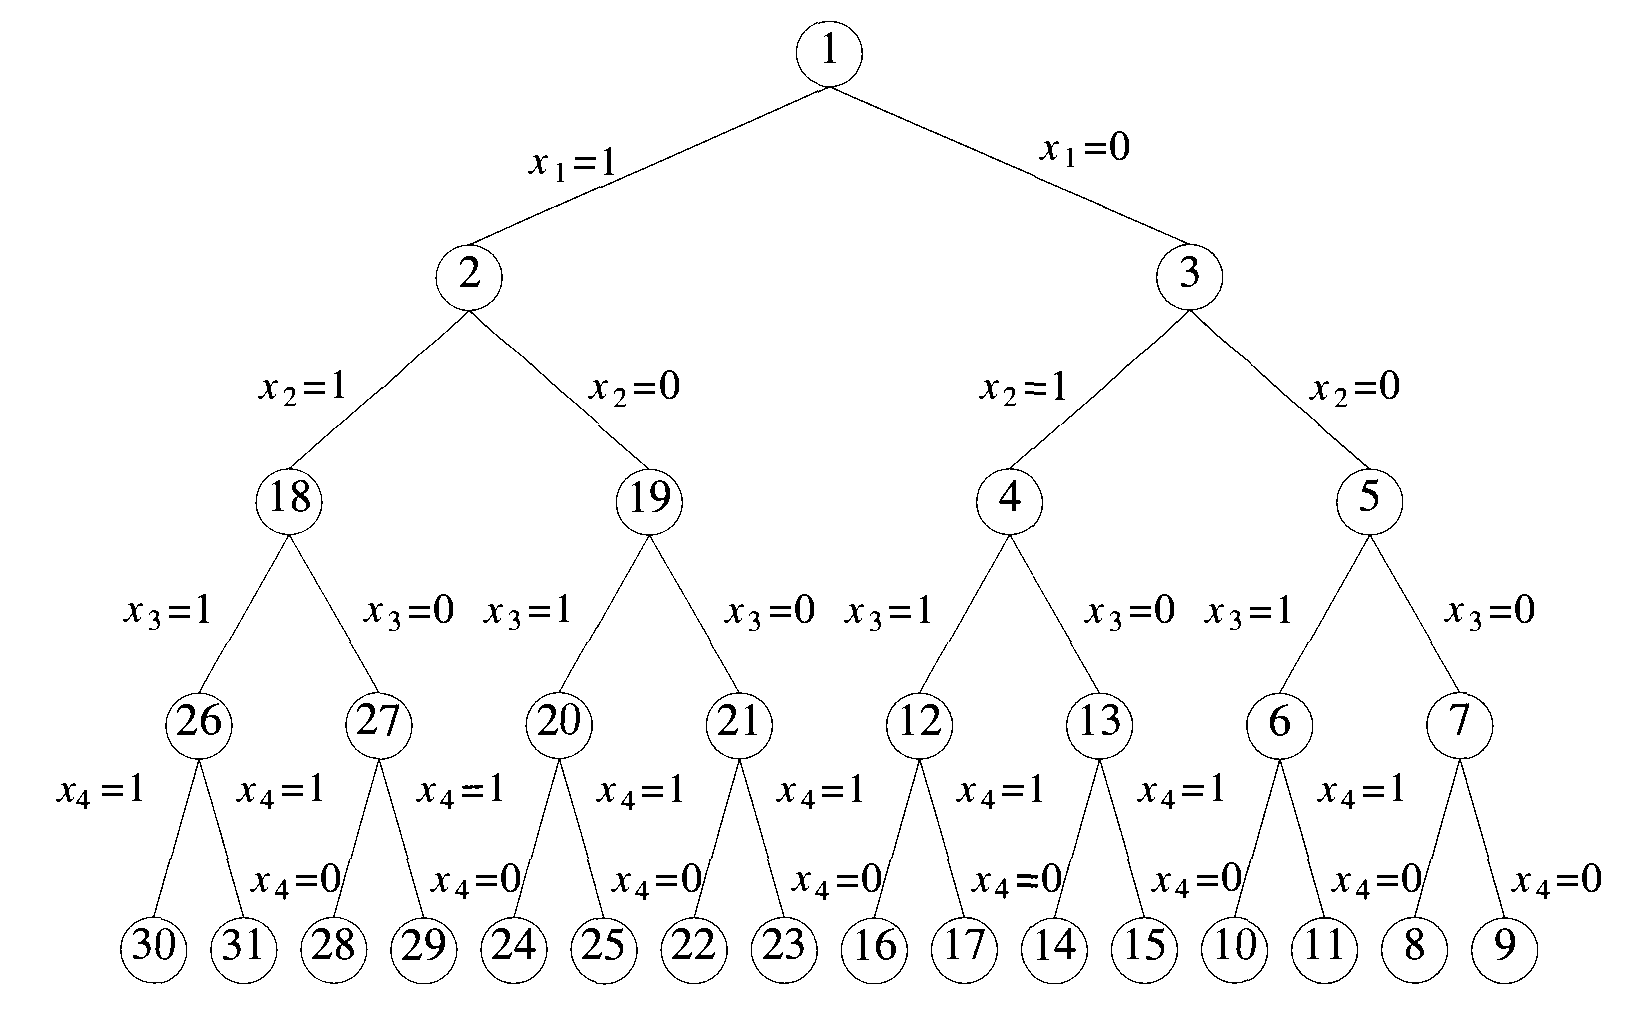 1
x1=1 x1=0
2 3
x2=1 x2=0 x2=1 x2=0
18 19 4 5
x3=1 x3=0 x3=1 x3=0 x3=1 x3=0 x3=1 x3=0
26 27 20 21 12 13 6 7
x4=1 x4=1 x4=1 x4=1 x4=1 x4=1 x4=1 x4=1
x4=0 x4=0 x4=0 x4=0 x4=0 x4=0 x4=0 x4=0
30 31 28 29 24 25 22 23 16 17 14 15 10 11 8 9